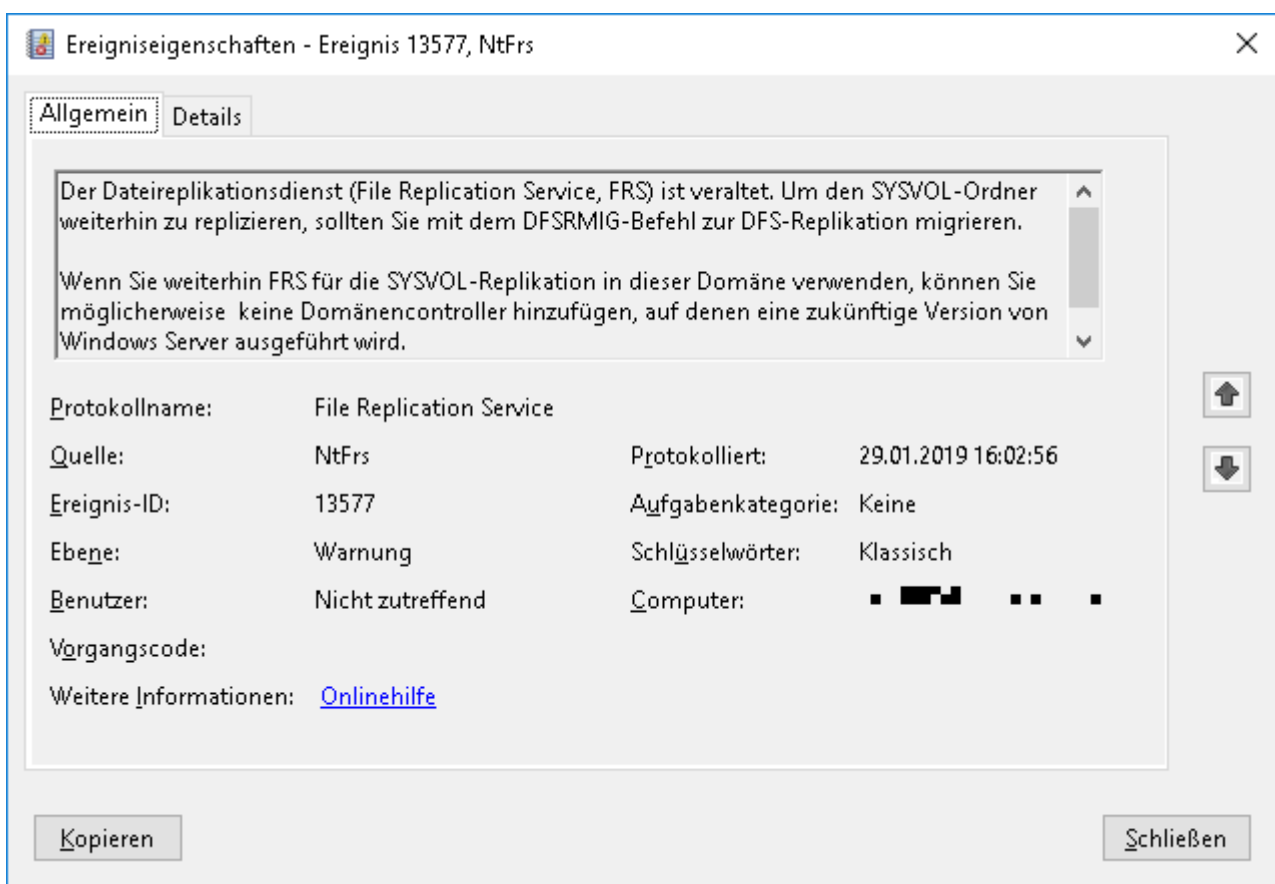 Ereigniseigenschaften - Ereignis 13577, NtFrs
Allgemein Details
Der Dateireplikationsdienst (File Replication Service, FRS) ist veraltet. Um den SYSVOL-Ordner
weiterhin zu replizieren, sollten Sie mit dem DFSRMIG-Befehl zur DFS-Replikation migrieren.
Wenn Sie weiterhin FRS für die SYSVOL-Replikation in dieser Domäne verwenden, können Sie
möglicherweise  keine Domänencontroller hinzufügen, auf denen eine zukünftige Version von
Windows Server ausgeführt wird.
Protokollname: File Replication Service
Quelle: NtFrs Protokolliert: 29.01.2019 16:02:56
Ereignis-ID: 13577 Aufgabenkategorie: Keine
Ebene: Warnung Schlüsselwörter: Klassisch
Benutzer: Nicht zutreffend Computer:
Vorgangscode:
Weitere Informationen: Onlinehilfe
Kopieren Schließen